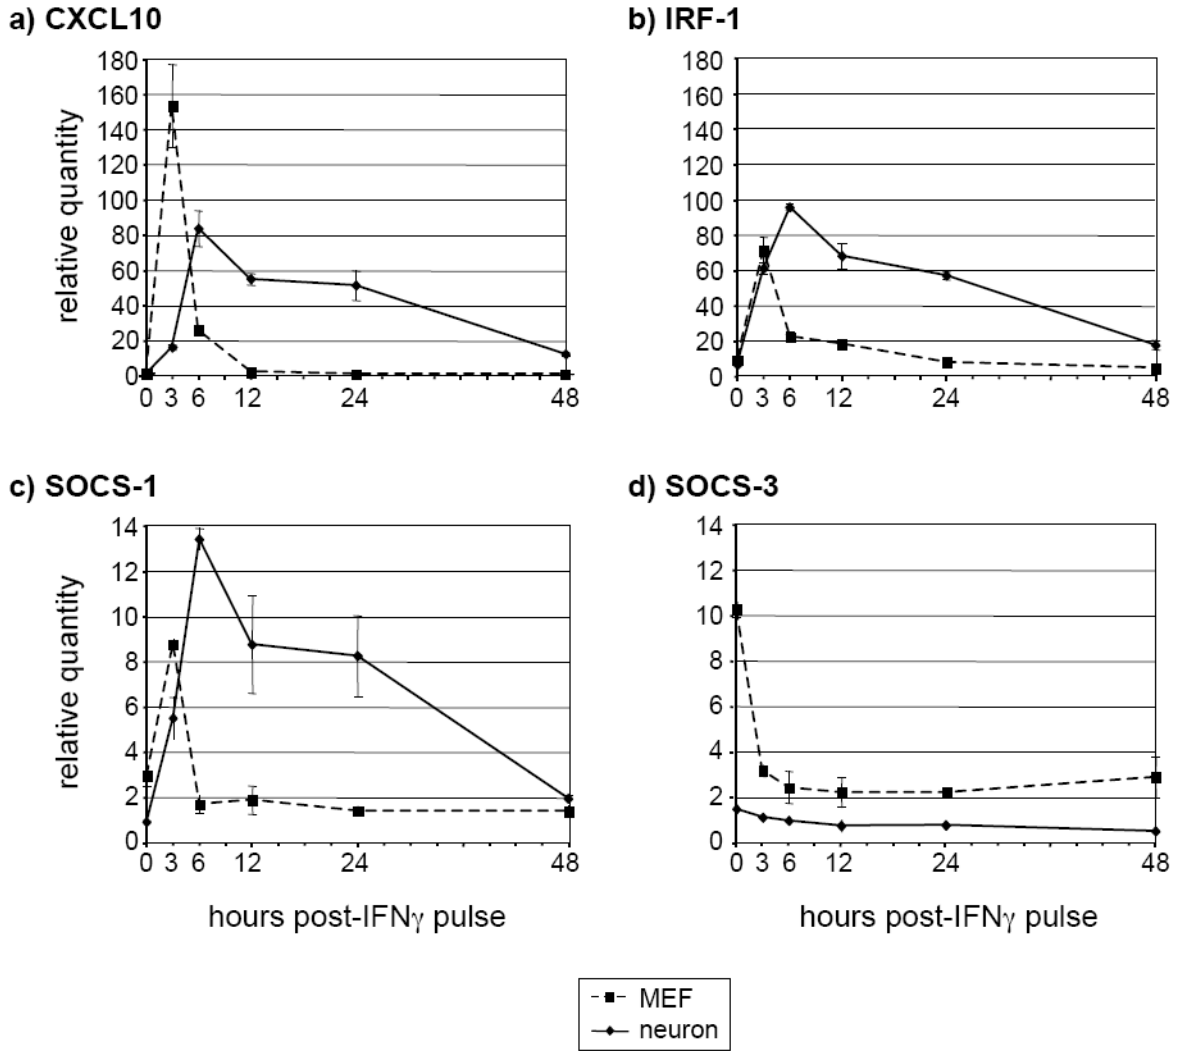 a) CXCL10
relative quantity
180
160
140
120
100
80
60
40
20
0
0 3 6 12 24 48
b) IRF-1
180
160
140
120
100
80
60
40
20
0
0 3 6 12 24 48
c) SOCS-1
relative quantity
14
12
10
8
6
4
2
0
0 3 6 12 24 48
hours post-IFNγ pulse
d) SOCS-3
14
12
10
8
6
4
2
0
0 3 6 12 24 48
hours post-IFNγ pulse
MEF
neuron